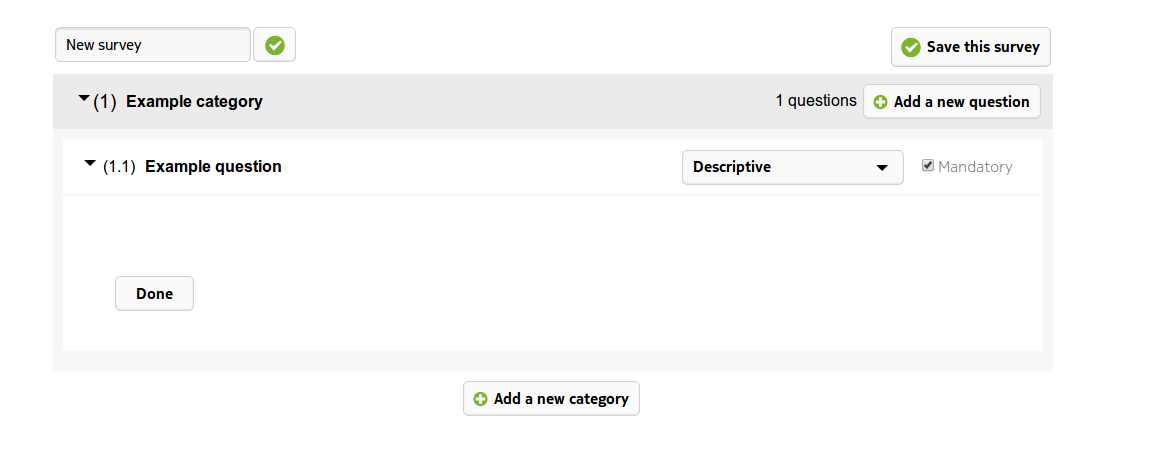 New survey
Save this survey
(1) Example category
1 questions
Add a new question
(1.1) Example question
Descriptive
Mandatory
Done
Add a new category